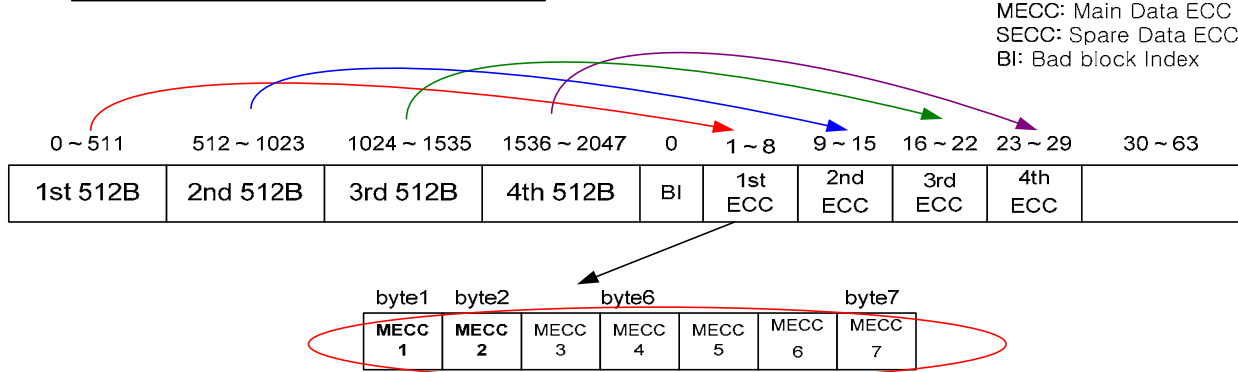 MECC: Main Data ECC
SECC: Spare Data ECC
BI: Bad block Index
0 ~ 511 512 ~ 1023 1024 ~ 1535 1536 ~ 2047 0 1 ~ 8 9 ~ 15 16 ~ 22 23 ~ 29 30 ~ 63
1st 512B 2nd 512B 3rd 512B 4th 512B BI 1st ECC 2nd ECC 3rd ECC 4th ECC
byte1 byte2 byte6 byte7
MECC 1 MECC 2 MECC 3 MECC 4 MECC 5 MECC 6 MECC 7